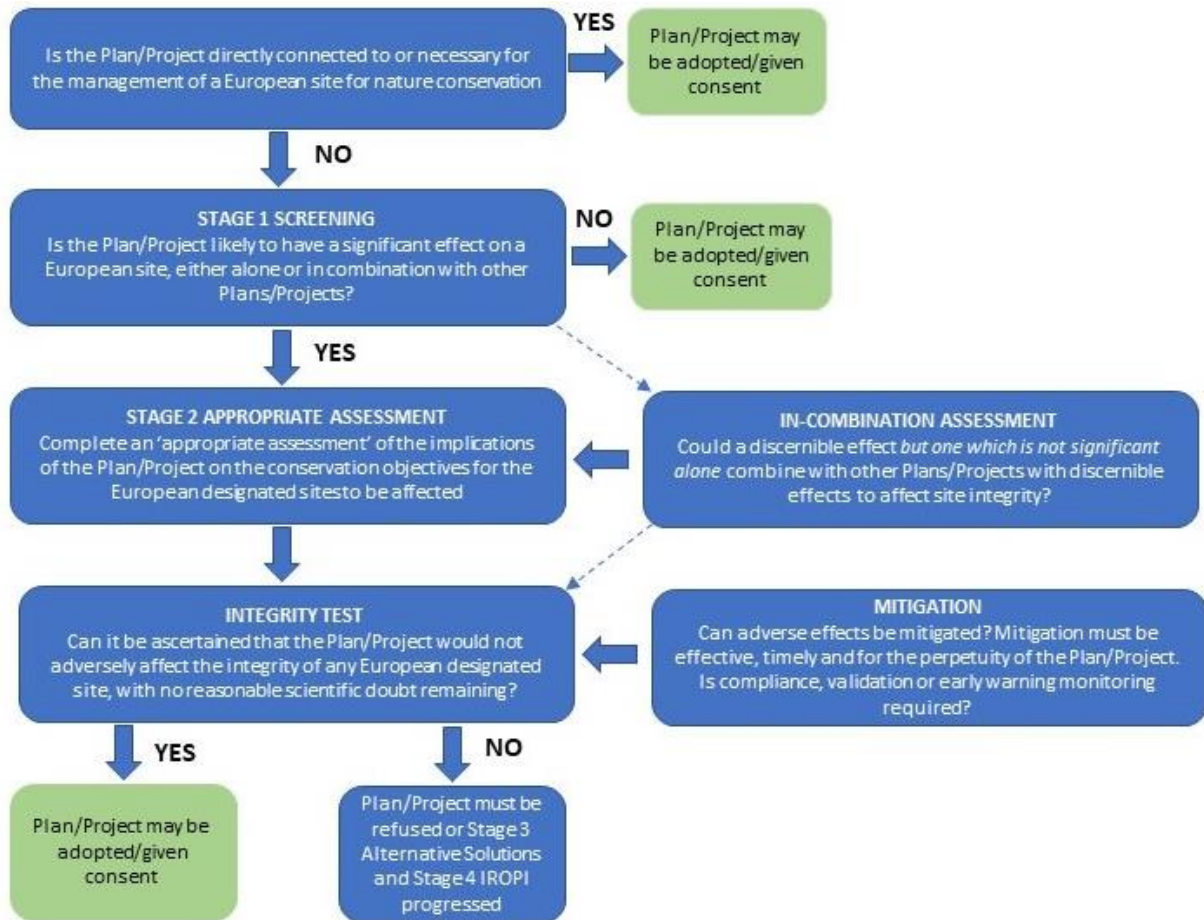 Is the Plan/Project directly connected to or necessary for
the management of a European site for nature conservation
YES
Plan/Project may
be adopted/given
consent
NO
STAGE 1 SCREENING
Is the Plan/Project likely to have a significant effect on a
European site, either alone or in combination with other
Plans/Projects?
NO
Plan/Project may
be adopted/given
consent
YES
STAGE 2 APPROPRIATE ASSESSMENT
Complete an ‘appropriate assessment’ of the implications
of the Plan/Project on the conservation objectives for the
European designated sites to be affected
IN-COMBINATION ASSESSMENT
Could a discernible effect but one which is not significant
alone combine with other Plans/Projects with discernible
effects to affect site integrity?
INTEGRITY TEST
Can it be ascertained that the Plan/Project would not
adversely affect the integrity of any European designated
site, with no reasonable scientific doubt remaining?
MITIGATION
Can adverse effects be mitigated? Mitigation must be
effective, timely and for the perpetuity of the Plan/Project.
Is compliance, validation or early warning monitoring
required?
YES
NO
Plan/Project may be
adopted/given
consent
Plan/Project must be
refused or Stage 3
Alternative Solutions
and Stage 4 IROPI
progressed